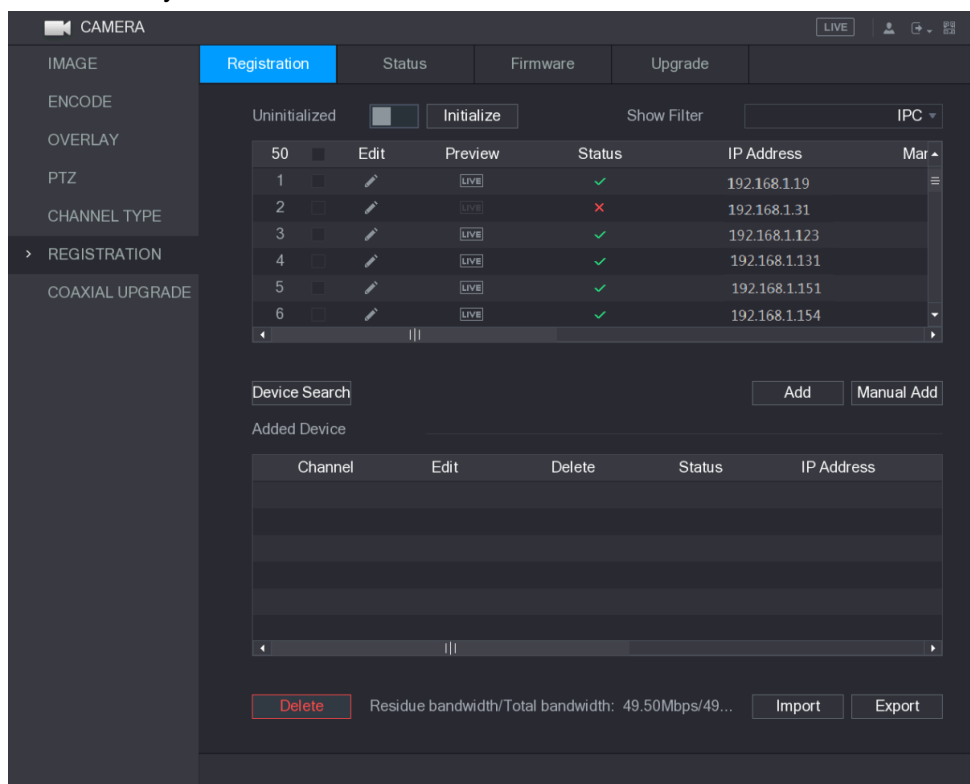 CAMERA LIVE
IMAGE Registration Status Firmware Upgrade
ENCODE
Uninitialized Initialize Show Filter IPC
OVERLAY
50 Edit Preview Status IP Address Mar
PTZ
1 LIVE 192.168.1.19
CHANNEL TYPE
2 LIVE 192.168.1.31
3 LIVE 192.168.1.123
REGISTRATION
4 LIVE 192.168.1.131
COAXIAL UPGRADE
5 LIVE 192.168.1.151
6 LIVE 192.168.1.154
Device Search Add Manual Add
Added Device
Channel Edit Delete Status IP Address
Delete Residue bandwidth/Total bandwidth: 49.50Mbps/49... Import Export